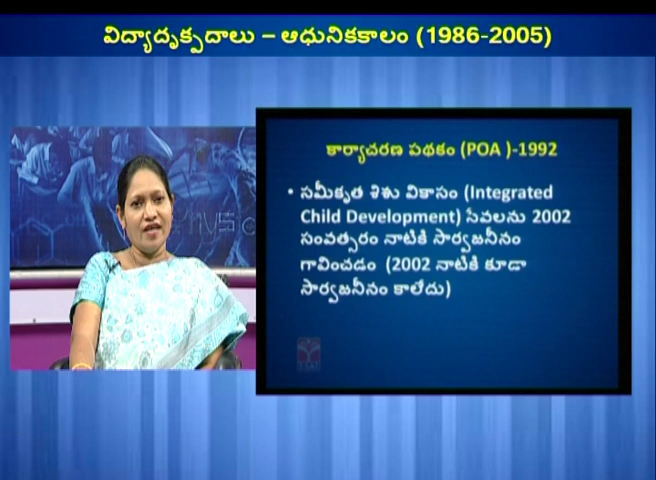 విద్యాదృక్పదాలు – ఆధునికకాలం (1986-2005)
కార్యాచరణ పథకం (POA )-1992
• సమీకృత శిశు వికాసం (Integrated
Child Development) సేవలను 2002
సంవత్సరం నాటికి సార్వజనీనం
గావించడం (2002 నాటికి కూడా
సార్వజనీనం కాలేదు)